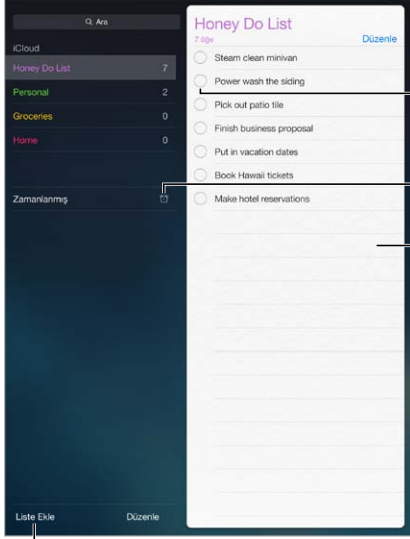 Ara
iCloud
Honey Do List 7
Personal 2
Groceries 0
Home 0
Zamanlanmış
Liste Ekle Düzenle
Honey Do List
7 öğe Düzenle
Steam clean minivan
Power wash the siding
Pick out patio tile
Finish business proposal
Put in vacation dates
Book Hawaii tickets
Make hotel reservations